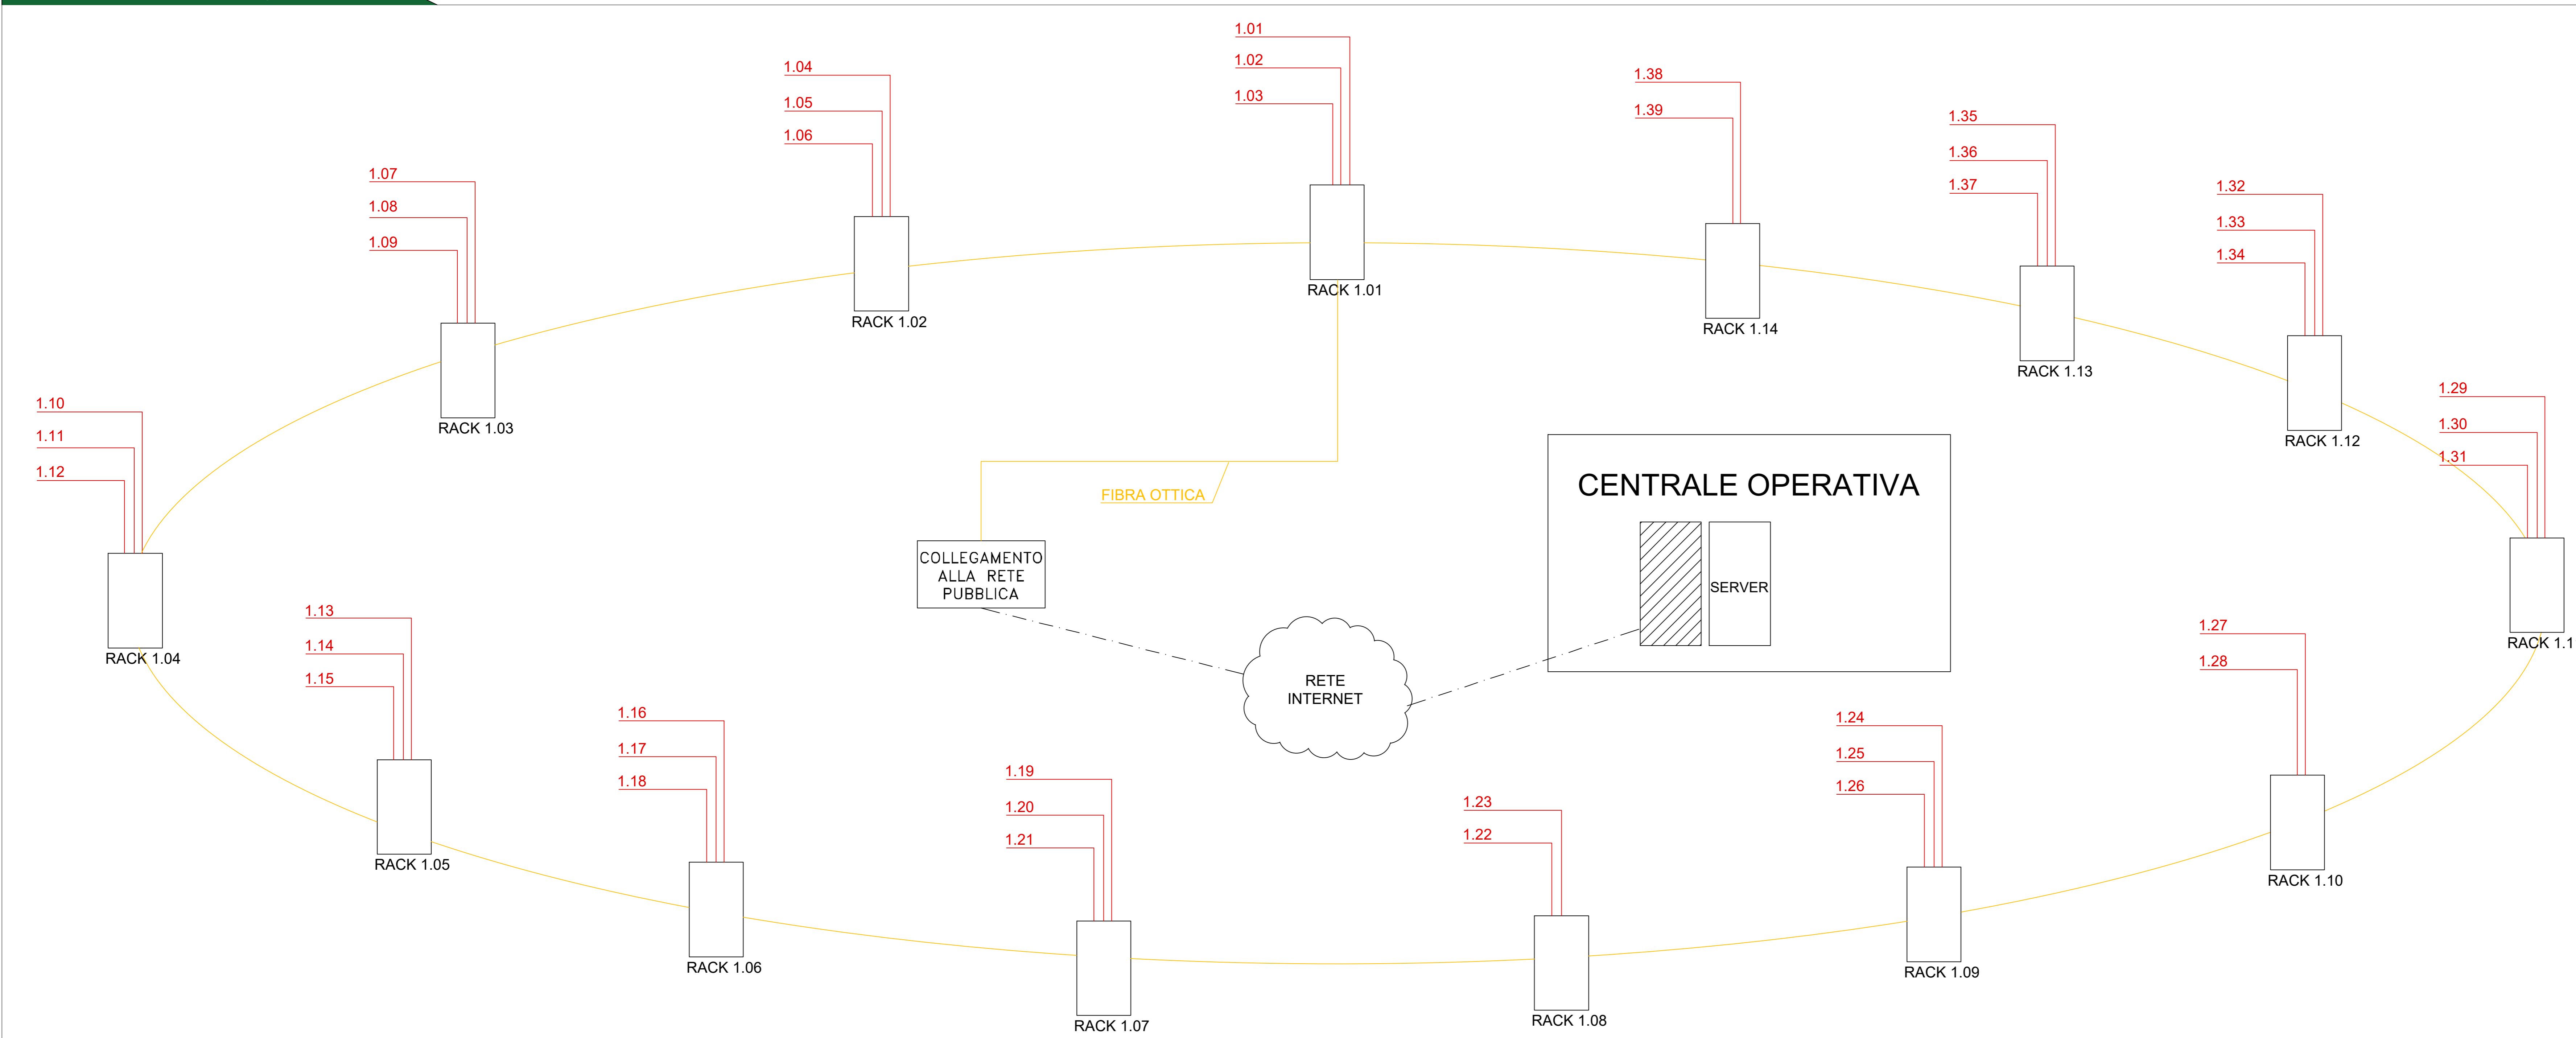 1.01
1.02
1.03
RACK 1.01
1.04
1.05
1.06
RACK 1.02
1.07
1.08
1.09
RACK 1.03
1.10
1.11
1.12
RACK 1.04
1.13
1.14
1.15
RACK 1.05
1.16
1.17
1.18
RACK 1.06
1.19
1.20
1.21
RACK 1.07
1.23
1.22
RACK 1.08
1.24
1.25
1.26
RACK 1.09
1.27
1.28
RACK 1.10
1.29
1.30
1.31
RACK 1.1
1.32
1.33
1.34
RACK 1.12
1.35
1.36
1.37
RACK 1.13
1.38
1.39
RACK 1.14
FIBRA OTTICA
COLLEGAMENTO
ALLA RETE
PUBBLICA
RETE
INTERNET
CENTRALE OPERATIVA
SERVER